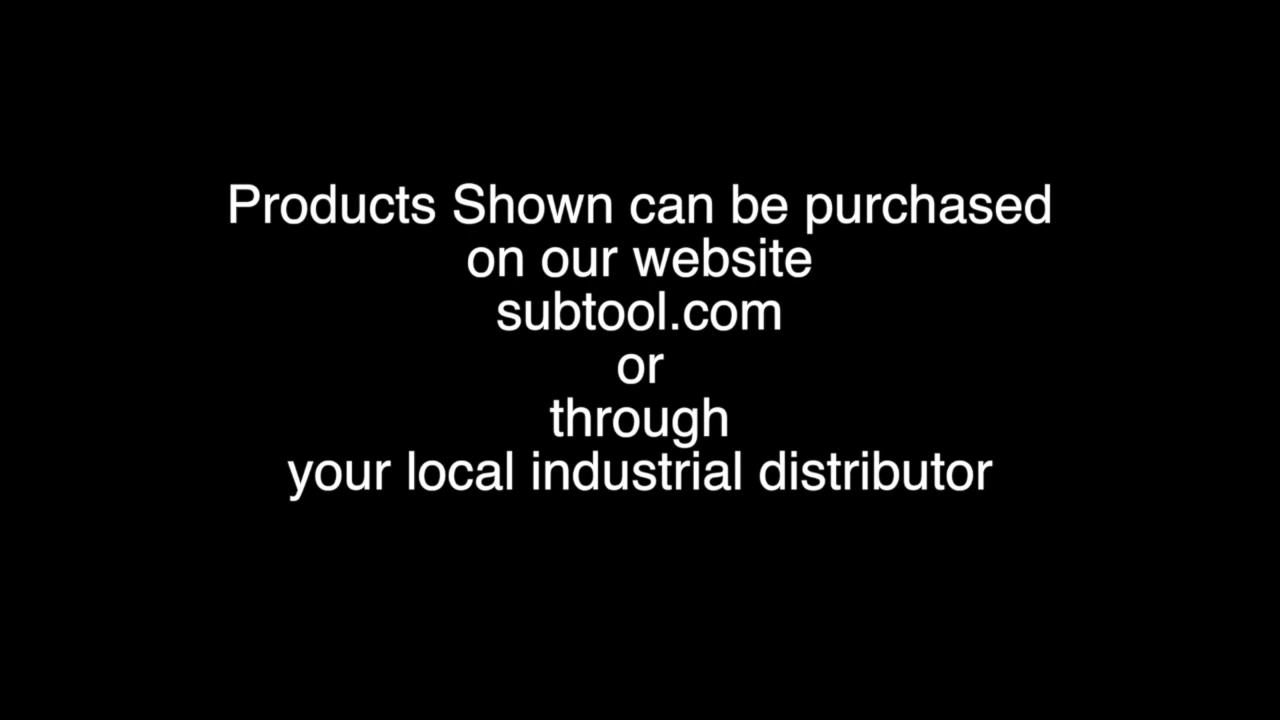 Products Shown can be purchased
on our website
subtool.com
or
through
your local industrial distributor